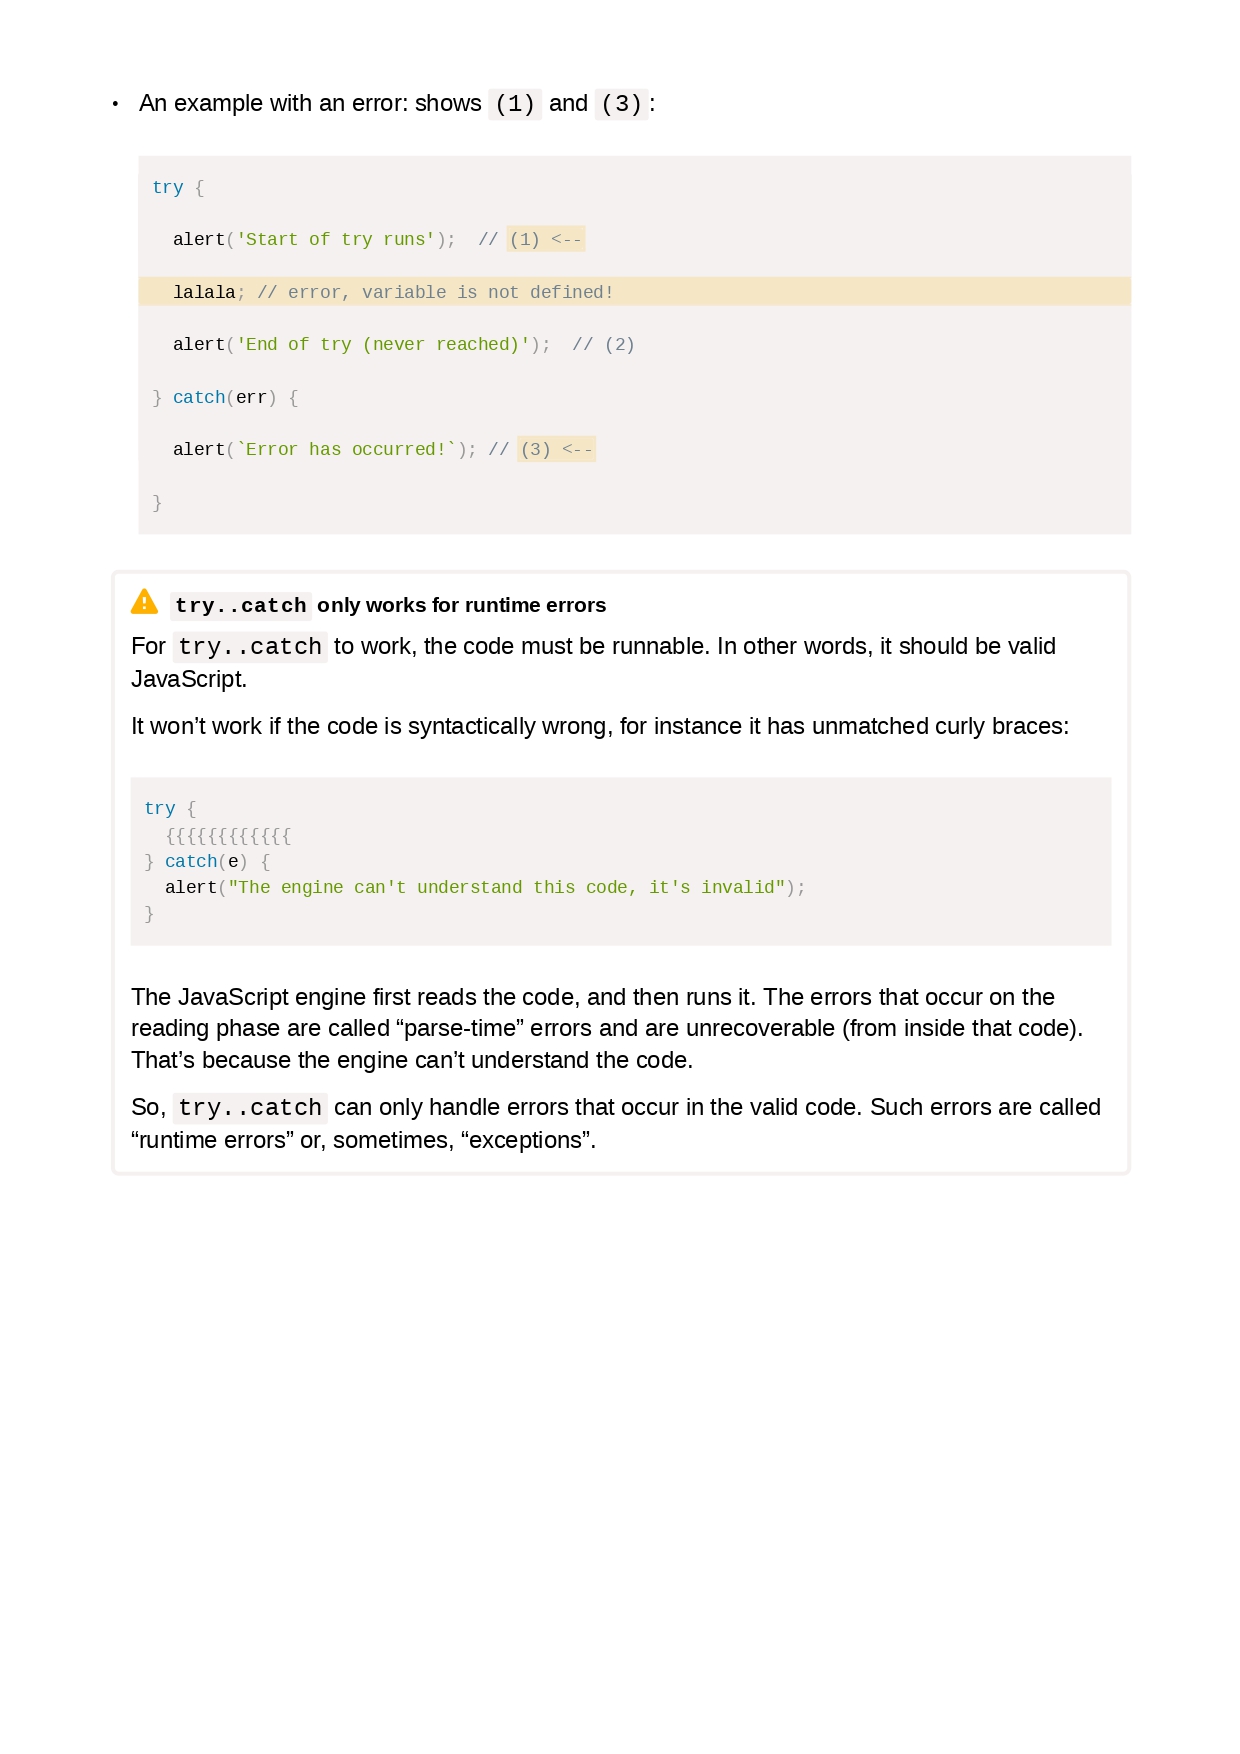 • An example with an error: shows (1) and (3):
try {
  alert('Start of try runs');  // (1) <--
  lalala; // error, variable is not defined!
  alert('End of try (never reached)');  // (2)
} catch(err) {
  alert(`Error has occurred!`); // (3) <--
}
try..catch only works for runtime errors
For try..catch to work, the code must be runnable. In other words, it should be valid
JavaScript.
It won’t work if the code is syntactically wrong, for instance it has unmatched curly braces:
try {
  {{{{{{{{{{{{
} catch(e) {
  alert("The engine can't understand this code, it's invalid");
}
The JavaScript engine first reads the code, and then runs it. The errors that occur on the
reading phase are called “parse-time” errors and are unrecoverable (from inside that code).
That’s because the engine can’t understand the code.
So, try..catch can only handle errors that occur in the valid code. Such errors are called
“runtime errors” or, sometimes, “exceptions”.